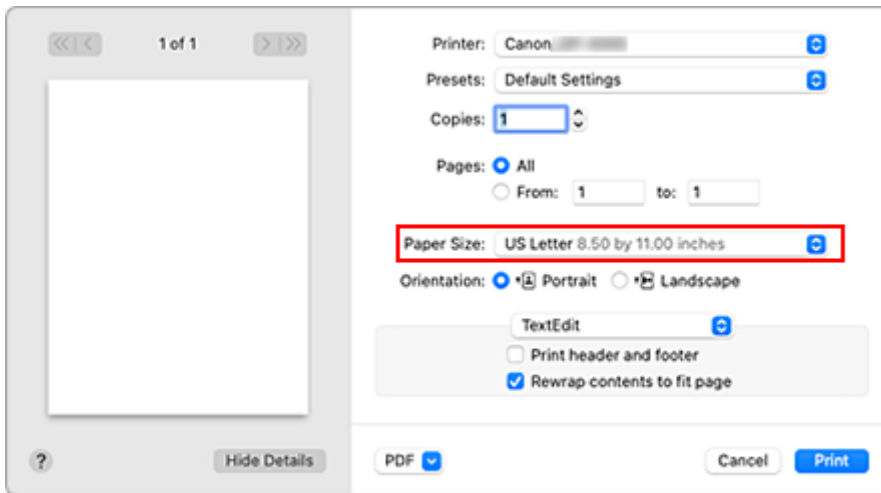 1 of 1
Printer: Canon
Presets: Default Settings
Copies: 1
Pages: All
From: 1 to: 1
Paper Size: US Letter 8.50 by 11.00 inches
Orientation: Portrait Landscape
TextEdit
Print header and footer
Rewrap contents to fit page
? Hide Details PDF Cancel Print